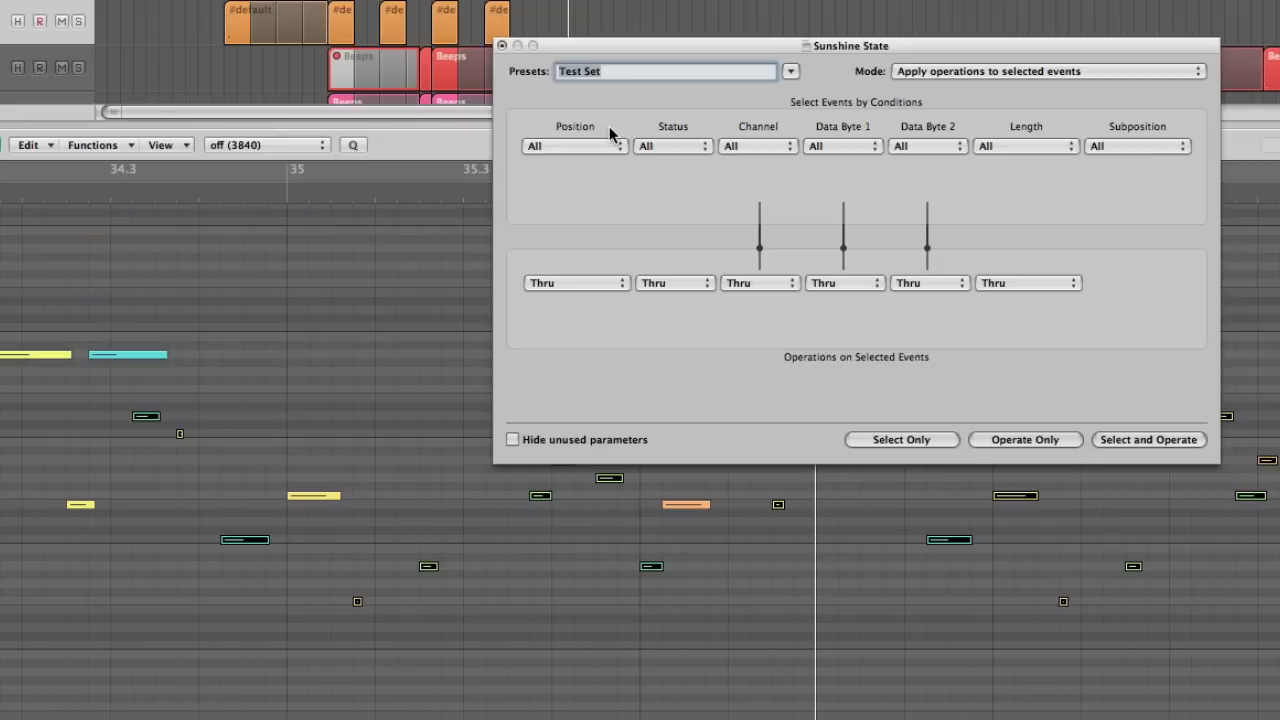 #default
#de
#de
#de
#de
H R M S
Sunshine State
H R M S
Beeps
Beeps
Be
Presets: Test Set
Mode: Apply operations to selected events
Beeps
Beeps
Select Events by Conditions
Position Status Channel Data Byte 1 Data Byte 2 Length Subposition
Edit Functions View off (3840) Q
All All All All All All All
34.3 35 35.3
Thru Thru Thru Thru Thru Thru
Operations on Selected Events
Hide unused parameters Select Only Operate Only Select and Operate